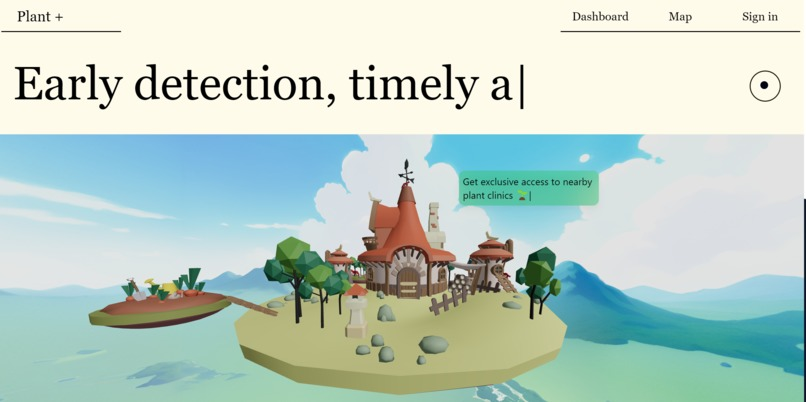 Plant +
Dashboard Map Sign in
Early detection, timely a|
Get exclusive access to nearby
plant clinics 🌱|